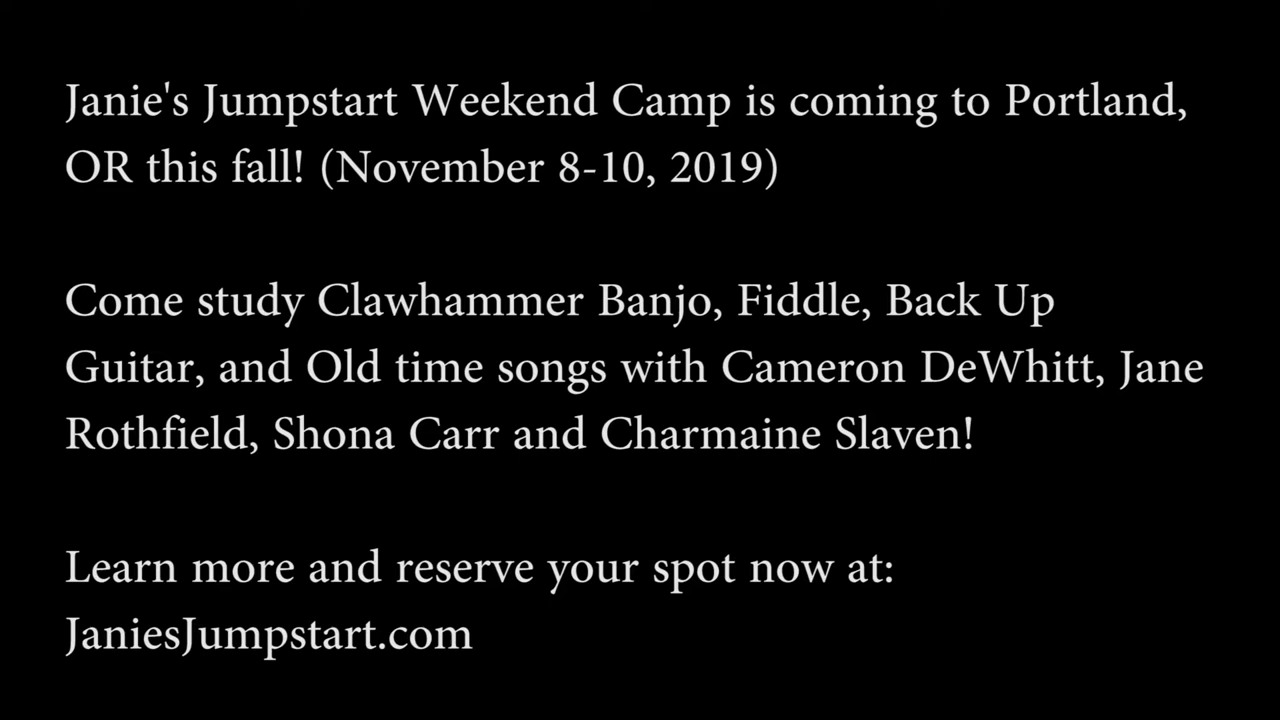 Janie's Jumpstart Weekend Camp is coming to Portland,
OR this fall! (November 8-10, 2019)
Come study Clawhammer Banjo, Fiddle, Back Up
Guitar, and Old time songs with Cameron DeWhitt, Jane
Rothfield, Shona Carr and Charmaine Slaven!
Learn more and reserve your spot now at:
JaniesJumpstart.com